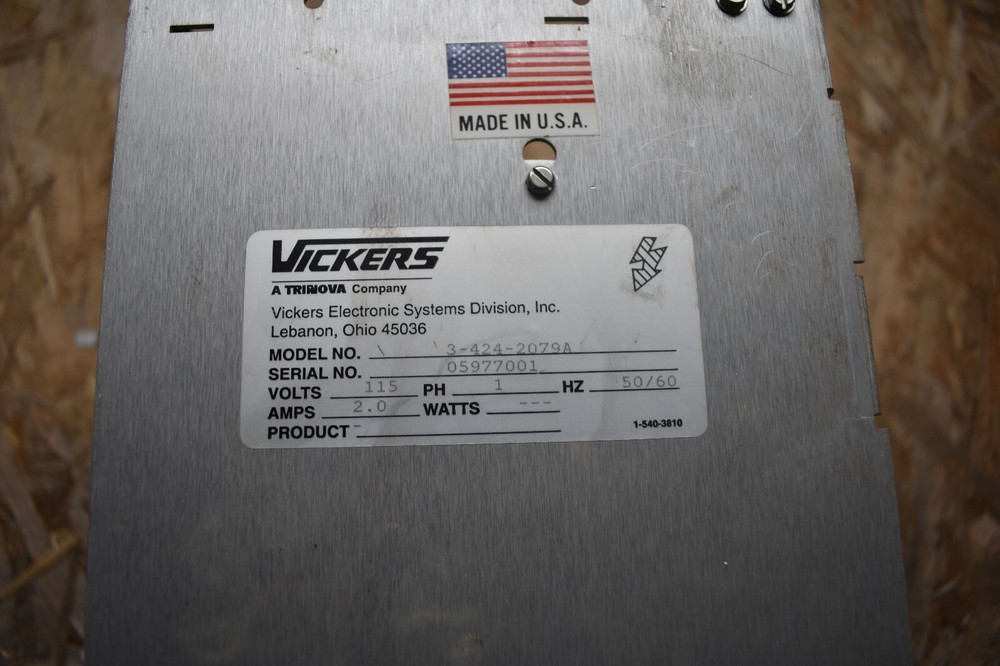 MADE IN U.S.A.
VICKERS
A TRINOVA Company
Vickers Electronic Systems Division, Inc.
Lebanon, Ohio 45036
MODEL NO. 3-424-2079A
SERIAL NO. 05977001
VOLTS 115 PH 1 HZ 50/60
AMPS 2.0 WATTS ---
PRODUCT -
1-540-3810